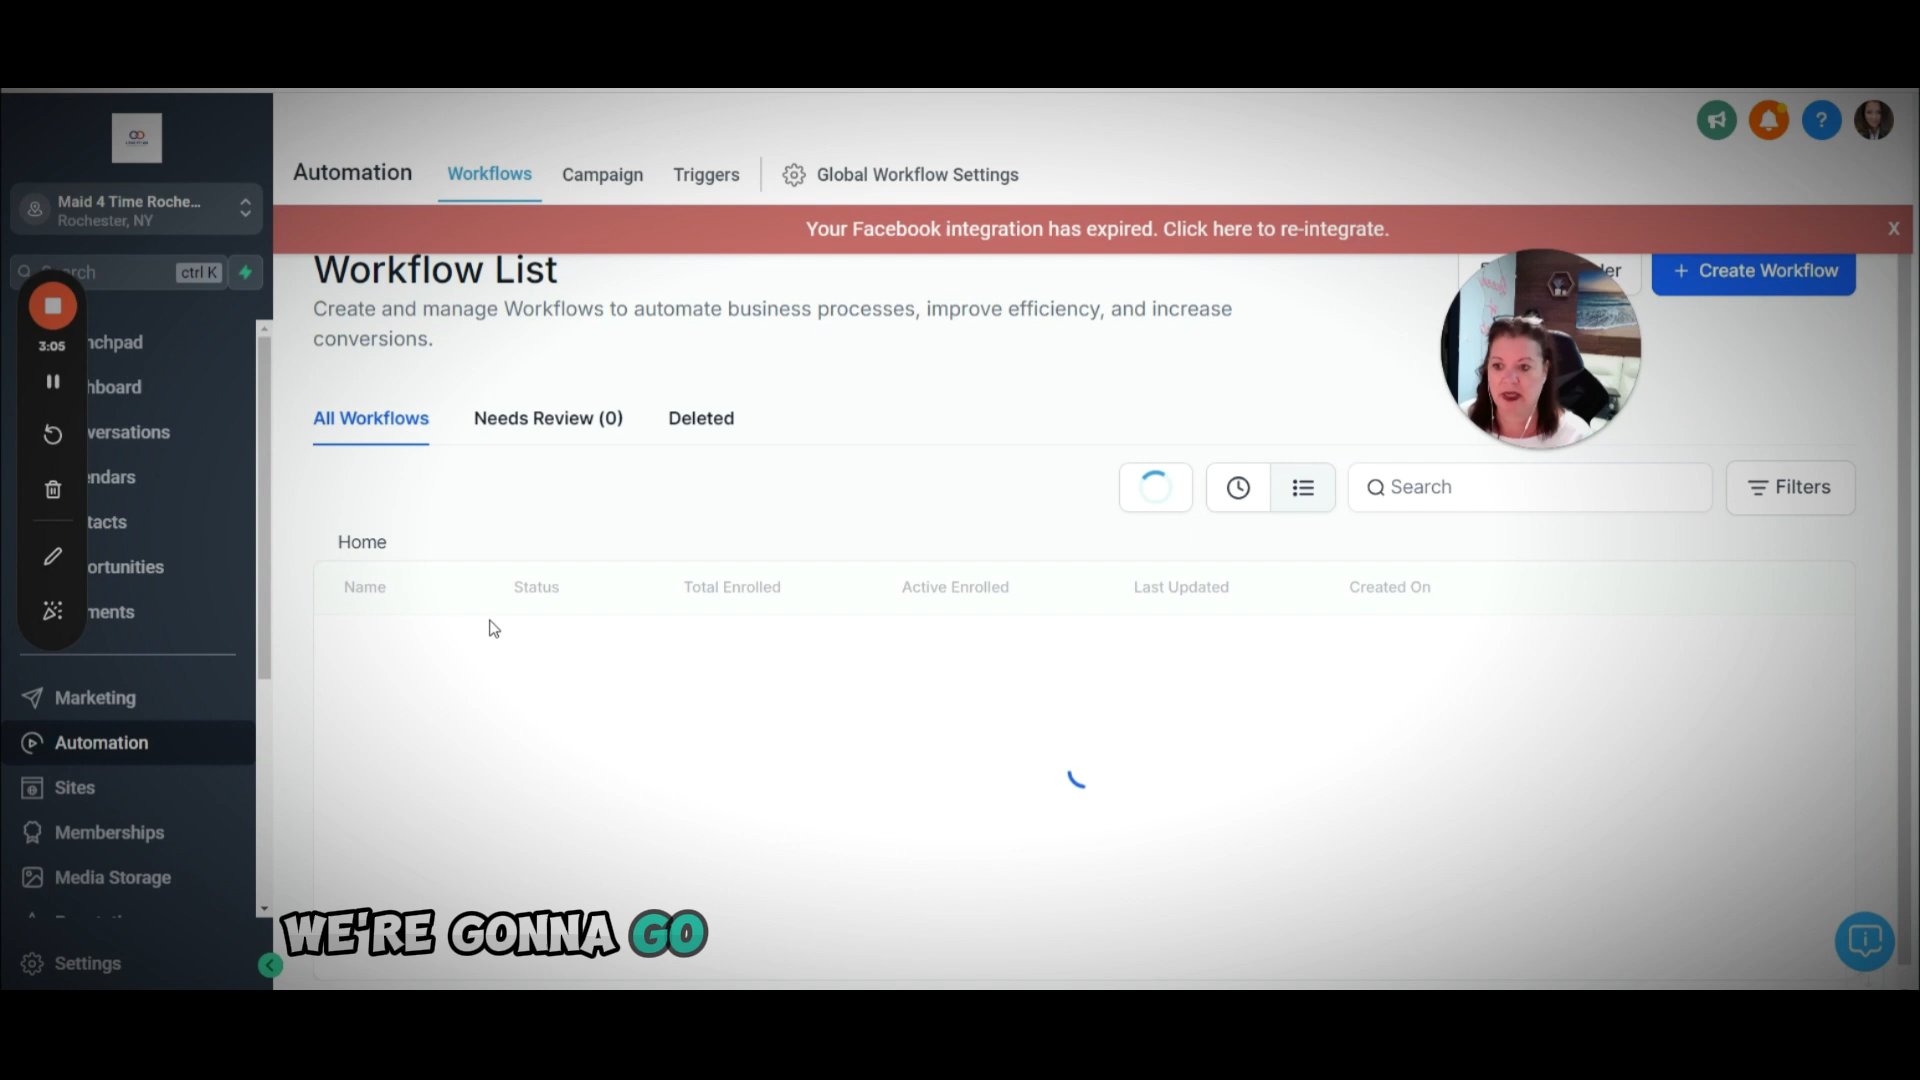 Maid 4 Time Roche...
Rochester, NY
ctrl K
3:05
nchpad
hboard
versations
endars
tacts
ortunities
ments
Marketing
Automation
Sites
Memberships
Media Storage
Settings
Automation
Workflows
Campaign
Triggers
Global Workflow Settings
?
Your Facebook integration has expired. Click here to re-integrate.
X
Workflow List
er
+ Create Workflow
Create and manage Workflows to automate business processes, improve efficiency, and increase
conversions.
All Workflows
Needs Review (0)
Deleted
Search
Filters
Home
Name
Status
Total Enrolled
Active Enrolled
Last Updated
Created On
WE'RE GONNA GO